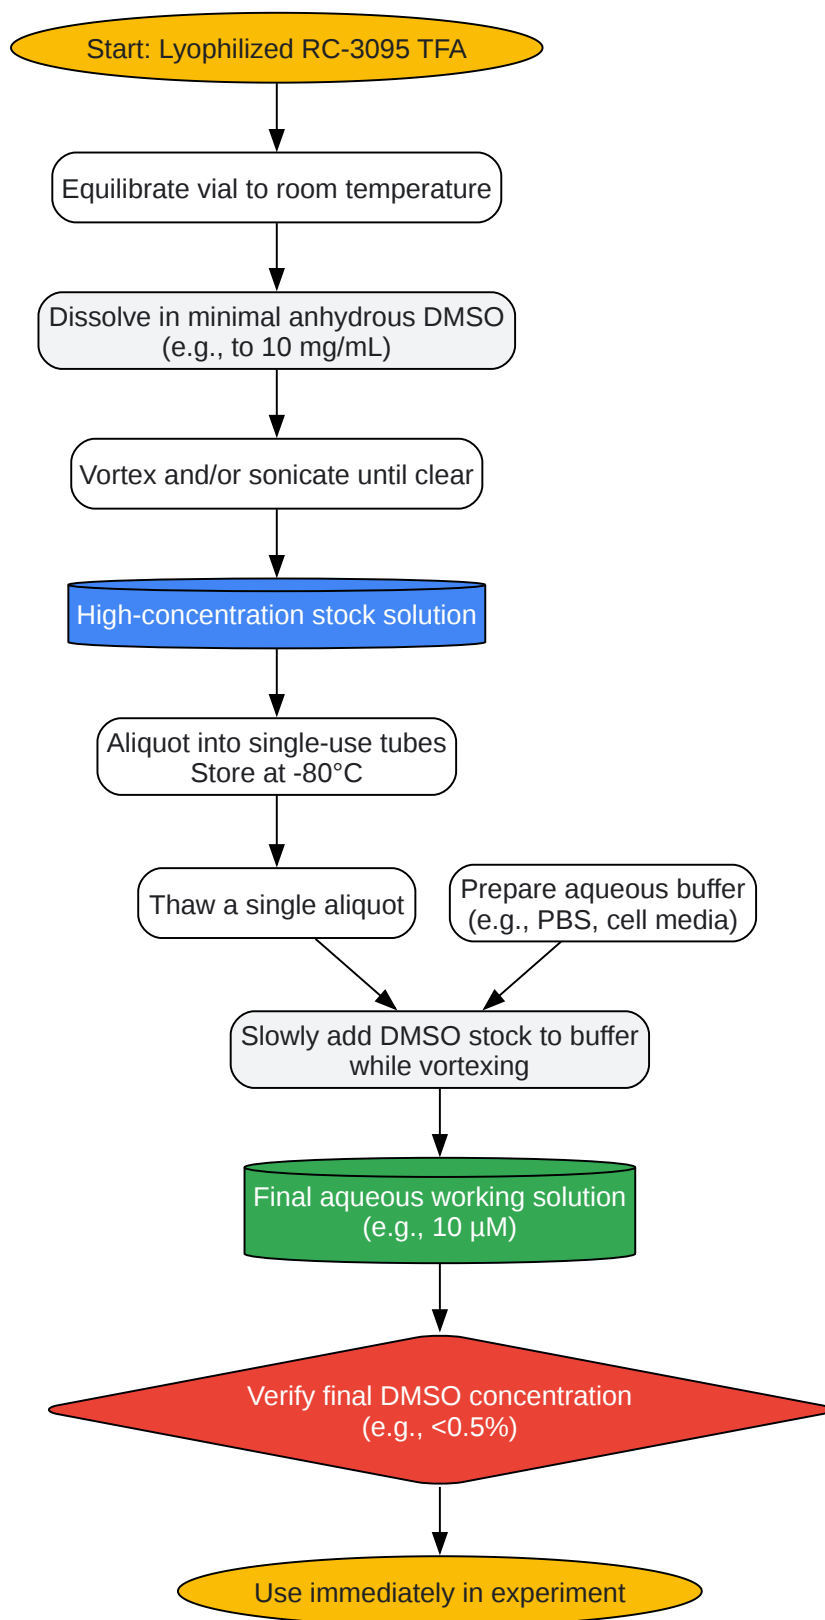 Start: Lyophilized RC-3095 TFA
Equilibrate vial to room temperature
Dissolve in minimal anhydrous DMSO
(e.g., to 10 mg/mL)
Vortex and/or sonicate until clear
High-concentration stock solution
Aliquot into single-use tubes
Store at -80°C
Thaw a single aliquot
Prepare aqueous buffer
(e.g., PBS, cell media)
Slowly add DMSO stock to buffer
while vortexing
Final aqueous working solution
(e.g., 10 µM)
Verify final DMSO concentration
(e.g., <0.5%)
Use immediately in experiment